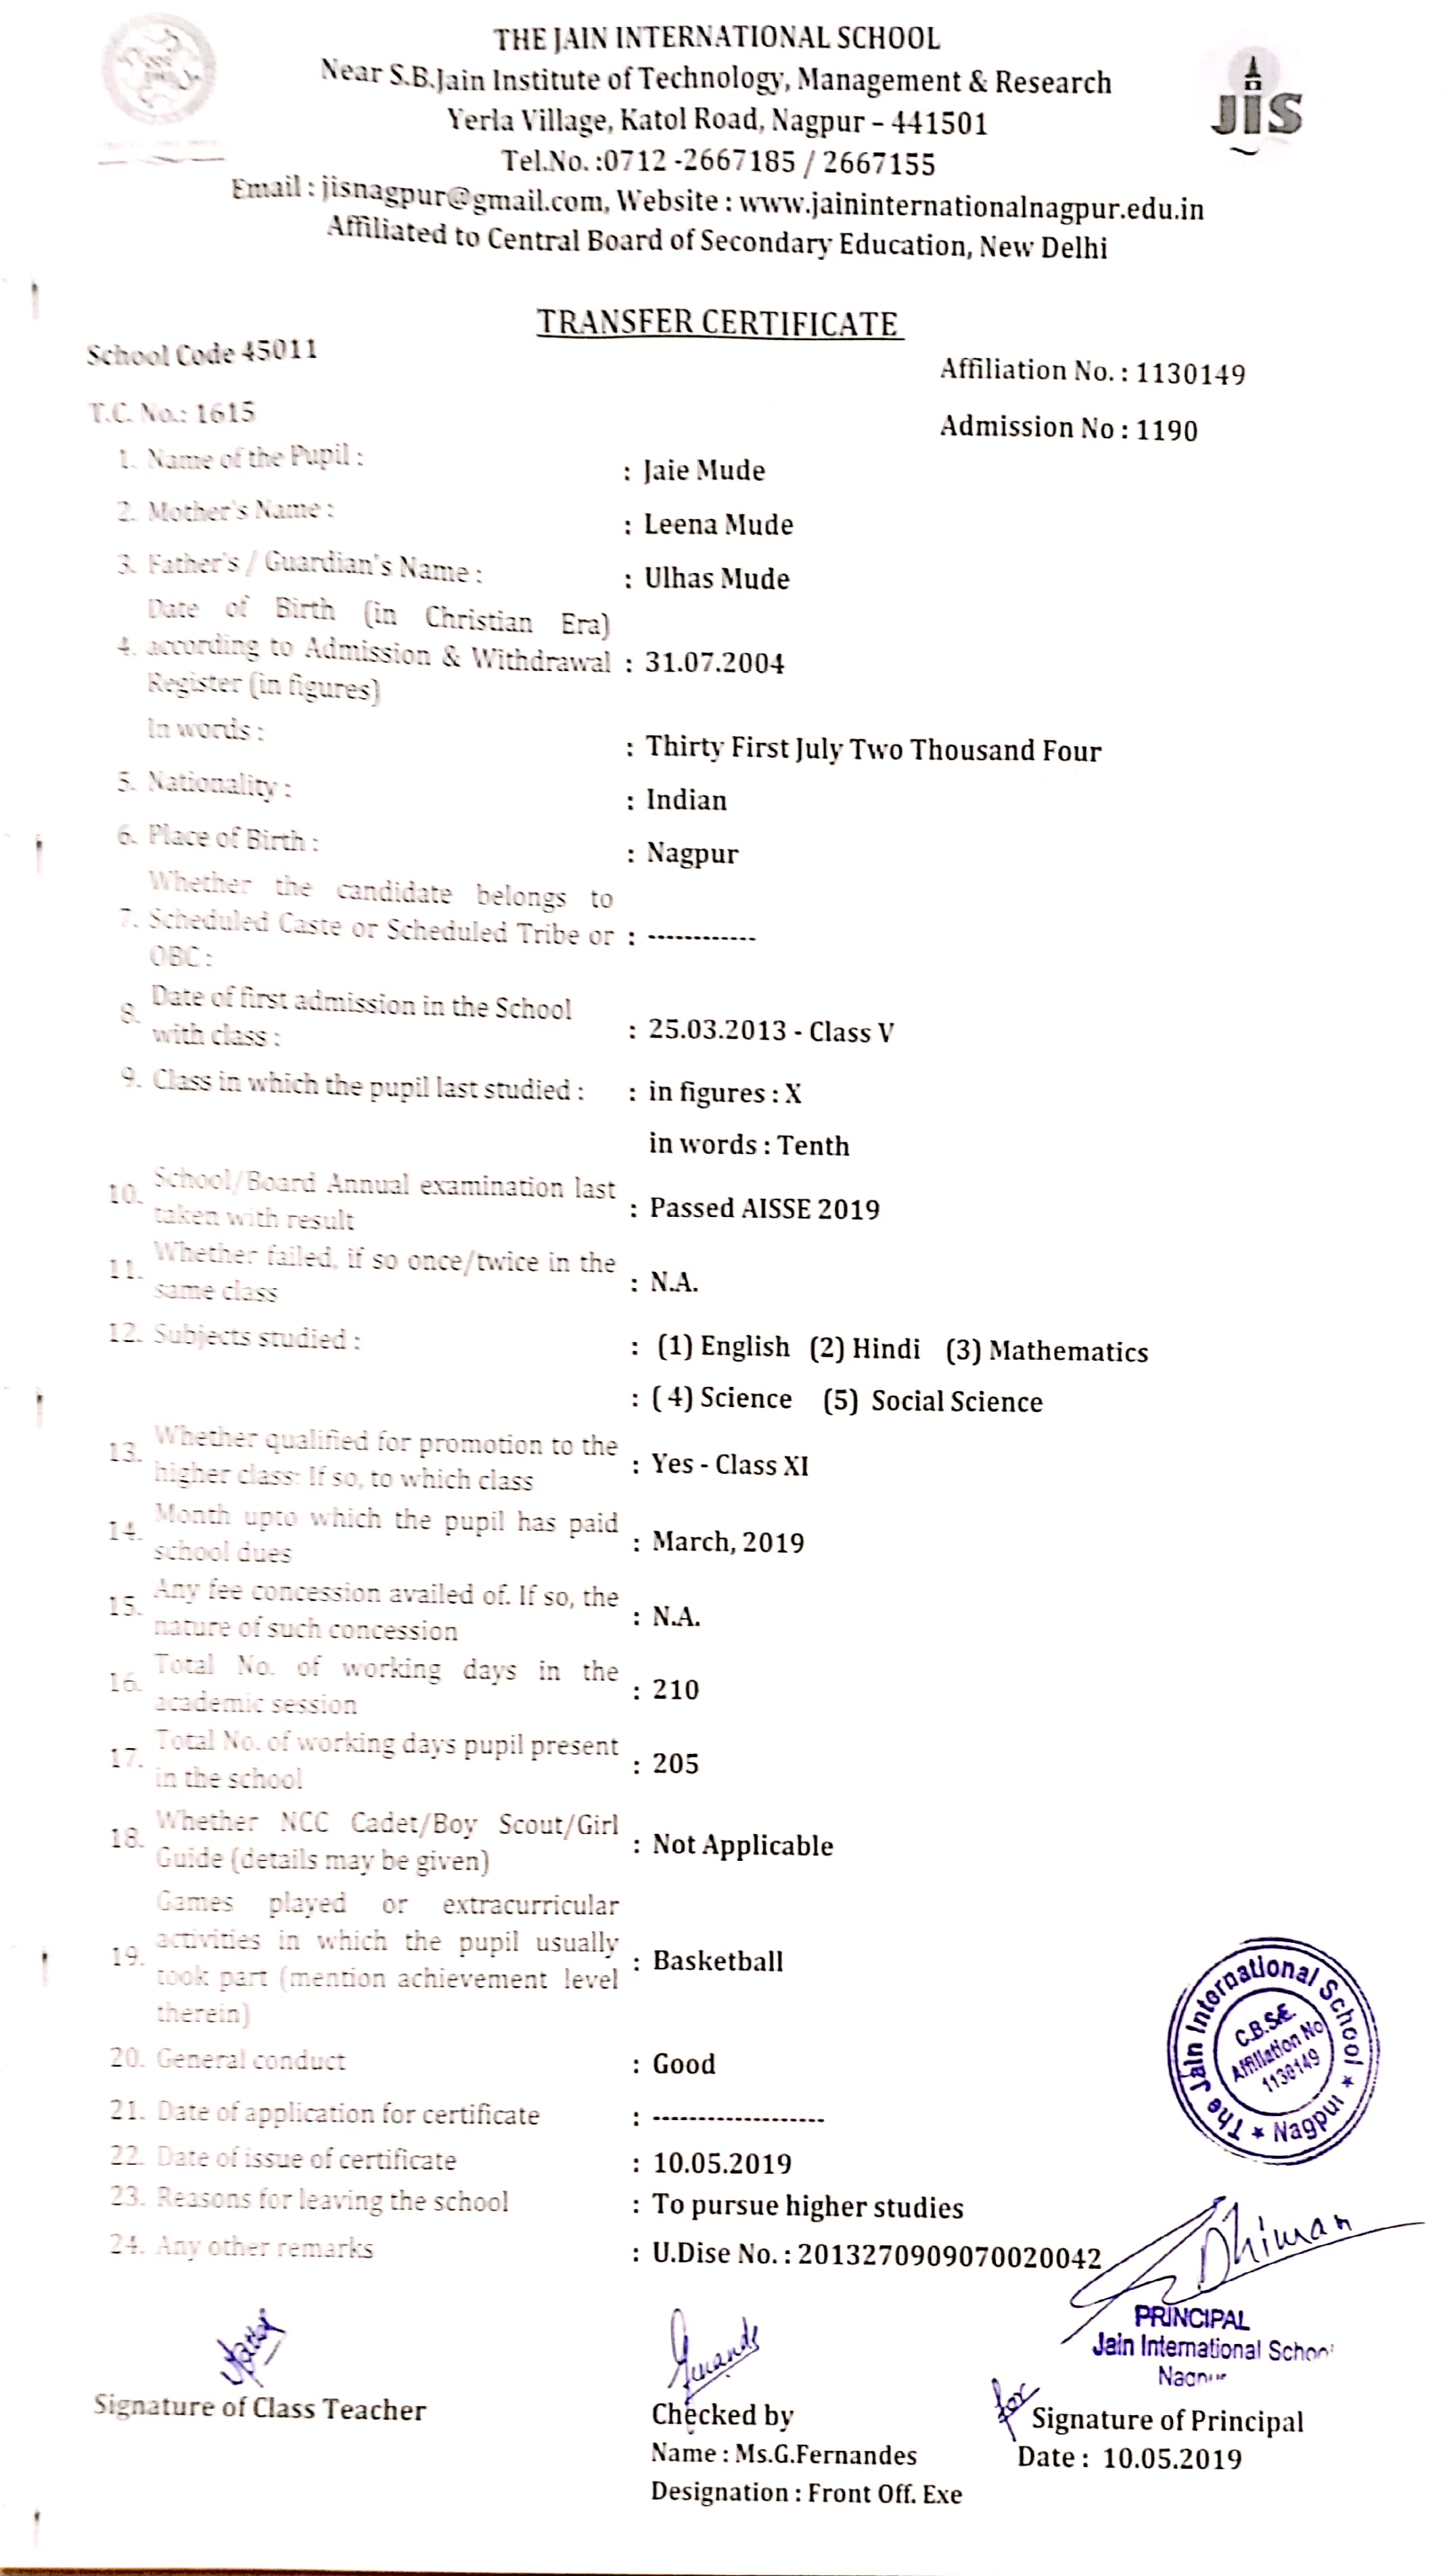 THE JAIN INTERNATIONAL SCHOOL
Near S.B.Jain Institute of Technology, Management & Research
Yerla Village, Katol Road, Nagpur – 441501
Tel.No. :0712 -2667185 / 2667155
Email : jisnagpur@gmail.com, Website : www.jaininternationalnagpur.edu.in
Affiliated to Central Board of Secondary Education, New Delhi
JIS
TRANSFER CERTIFICATE
School Code 45011
Affiliation No. : 1130149
T.C. No.: 1615
Admission No : 1190
1. Name of the Pupil : : Jaie Mude
2. Mother's Name : : Leena Mude
3. Father's / Guardian's Name : : Ulhas Mude
Date of Birth (in Christian Era)
4. according to Admission & Withdrawal : 31.07.2004
Register (in figures)
In words : : Thirty First July Two Thousand Four
5. Nationality : : Indian
6. Place of Birth : : Nagpur
Whether the candidate belongs to
7. Scheduled Caste or Scheduled Tribe or : ------------
OBC :
8. Date of first admission in the School
with class : : 25.03.2013 - Class V
9. Class in which the pupil last studied : : in figures : X
in words : Tenth
10. School/Board Annual examination last
taken with result : Passed AISSE 2019
11. Whether failed, if so once/twice in the
same class : N.A.
12. Subjects studied : : (1) English (2) Hindi (3) Mathematics
: ( 4) Science (5) Social Science
13. Whether qualified for promotion to the
higher class: If so, to which class : Yes - Class XI
14. Month upto which the pupil has paid
school dues : March, 2019
15. Any fee concession availed of. If so, the
nature of such concession : N.A.
16. Total No. of working days in the
academic session : 210
17. Total No. of working days pupil present
in the school : 205
18. Whether NCC Cadet/Boy Scout/Girl
Guide (details may be given) : Not Applicable
Games played or extracurricular
19. activities in which the pupil usually : Basketball
took part (mention achievement level
therein)
20. General conduct : Good
21. Date of application for certificate : -------------------
22. Date of issue of certificate : 10.05.2019
23. Reasons for leaving the school : To pursue higher studies
24. Any other remarks : U.Dise No. : 2013270909070020042
The Jain International School ★ Nagpur ★
C.B.S.E.
Affiliation No
1130149
Dhiman
PRINCIPAL
Jain International School
Nagpur
Signature of Class Teacher
Checked by
for Signature of Principal
Name : Ms.G.Fernandes
Date : 10.05.2019
Designation : Front Off. Exe